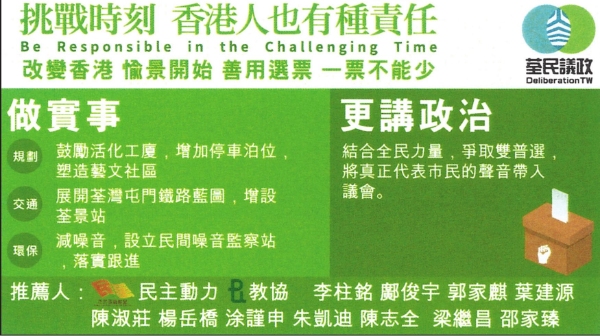 挑戰時刻 香港人也有種責任
Be Responsible in the Challenging Time
改變香港 愉景開始 善用選票 一票不能少
荃民議政
DeliberationTW
做實事
規劃
鼓勵活化工廈，增加停車泊位，
塑造藝文社區
交通
展開荃灣屯門鐵路藍圖，增設
荃景站
環保
減噪音，設立民間噪音監察站
，落實跟進
更講政治
結合全民力量，爭取雙普選，
將真正代表市民的聲音帶入
議會。
推薦人： 民主動力 教協 李柱銘 鄺俊宇 郭家麒 葉建源
陳淑莊 楊岳橋 涂謹申 朱凱迪 陳志全 梁繼昌 邵家臻